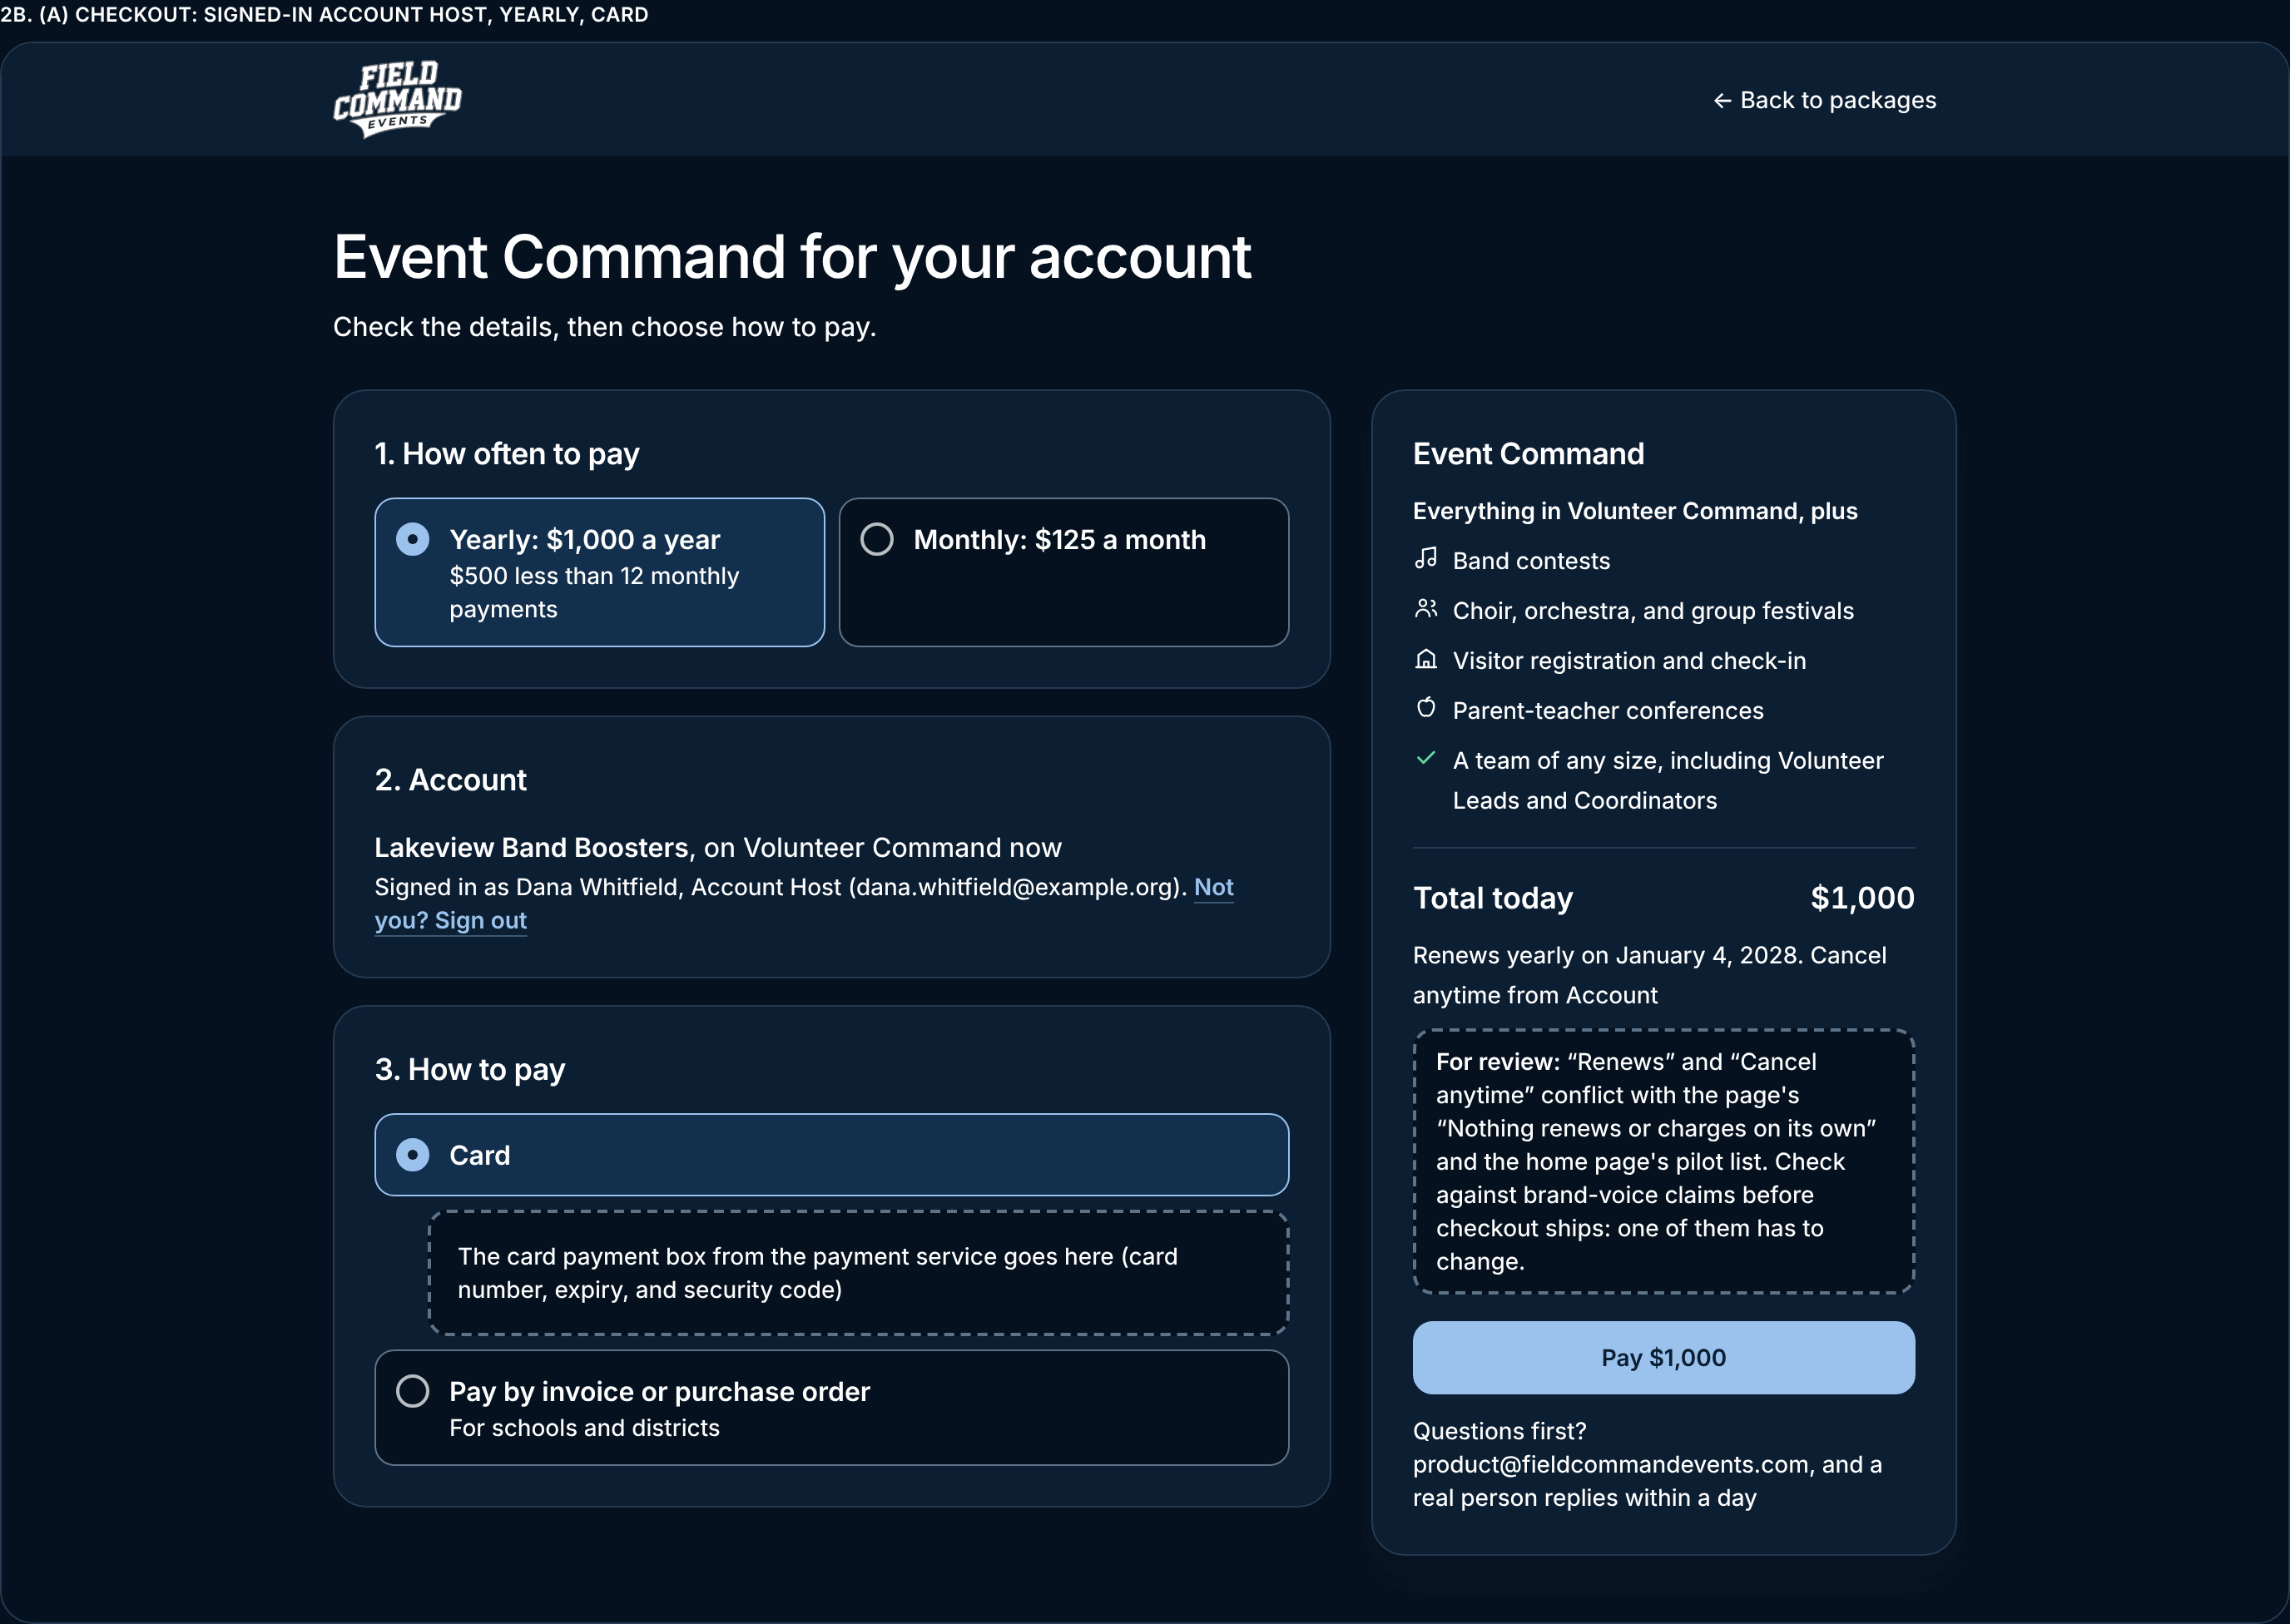 2B. (A) CHECKOUT: SIGNED-IN ACCOUNT HOST, YEARLY, CARD
FIELD
COMMAND
EVENTS
← Back to packages
Event Command for your account
Check the details, then choose how to pay.
1. How often to pay
Yearly: $1,000 a year
$500 less than 12 monthly
payments
Monthly: $125 a month
2. Account
Lakeview Band Boosters, on Volunteer Command now
Signed in as Dana Whitfield, Account Host (dana.whitfield@example.org). Not
you? Sign out
3. How to pay
Card
The card payment box from the payment service goes here (card
number, expiry, and security code)
Pay by invoice or purchase order
For schools and districts
Event Command
Everything in Volunteer Command, plus
Band contests
Choir, orchestra, and group festivals
Visitor registration and check-in
Parent-teacher conferences
A team of any size, including Volunteer
Leads and Coordinators
Total today $1,000
Renews yearly on January 4, 2028. Cancel
anytime from Account
For review: “Renews” and “Cancel
anytime” conflict with the page's
“Nothing renews or charges on its own”
and the home page's pilot list. Check
against brand-voice claims before
checkout ships: one of them has to
change.
Pay $1,000
Questions first?
product@fieldcommandevents.com, and a
real person replies within a day